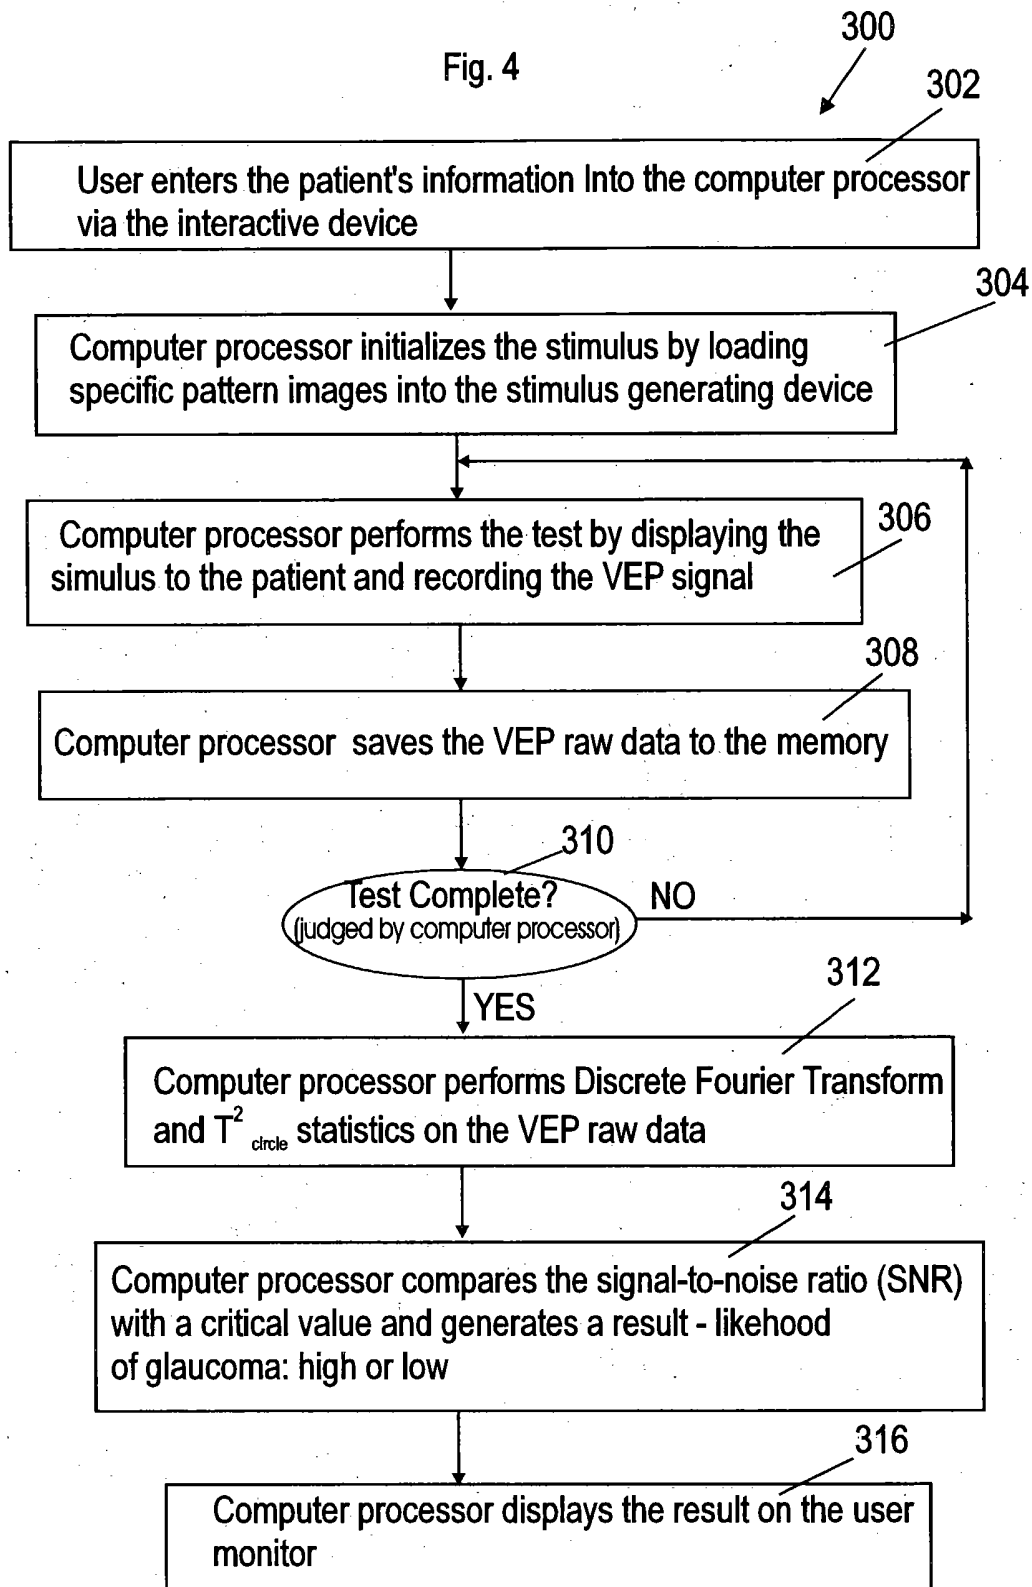 300
Fig. 4
302
User enters the patient's information Into the computer processor
via the interactive device
304
Computer processor initializes the stimulus by loading
specific pattern images into the stimulus generating device
306
Computer processor performs the test by displaying the
simulus to the patient and recording the VEP signal
308
Computer processor saves the VEP raw data to the memory
310
Test Complete?
(judged by computer processor)
NO
YES
312
Computer processor performs Discrete Fourier Transform
and T² circle statistics on the VEP raw data
314
Computer processor compares the signal-to-noise ratio (SNR)
with a critical value and generates a result - likehood
of glaucoma: high or low
316
Computer processor displays the result on the user
monitor